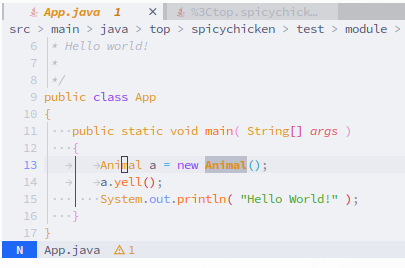 App.java 1 × %3Ctop.spicychick…
src > main > java > top > spicychicken > test > module >
6 * Hello world!
7 *
8 */
9 public class App
10 {
11 public static void main( String[] args )
12 {
13 Animal a = new Animal();
14 a.yell();
15 System.out.println( "Hello World!" );
16 }
17 }
N App.java ⚠ 1